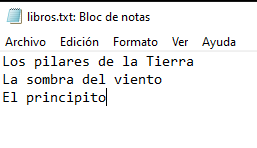 libros.txt: Bloc de notas
Archivo Edición Formato Ver Ayuda
Los pilares de la Tierra
La sombra del viento
El principito